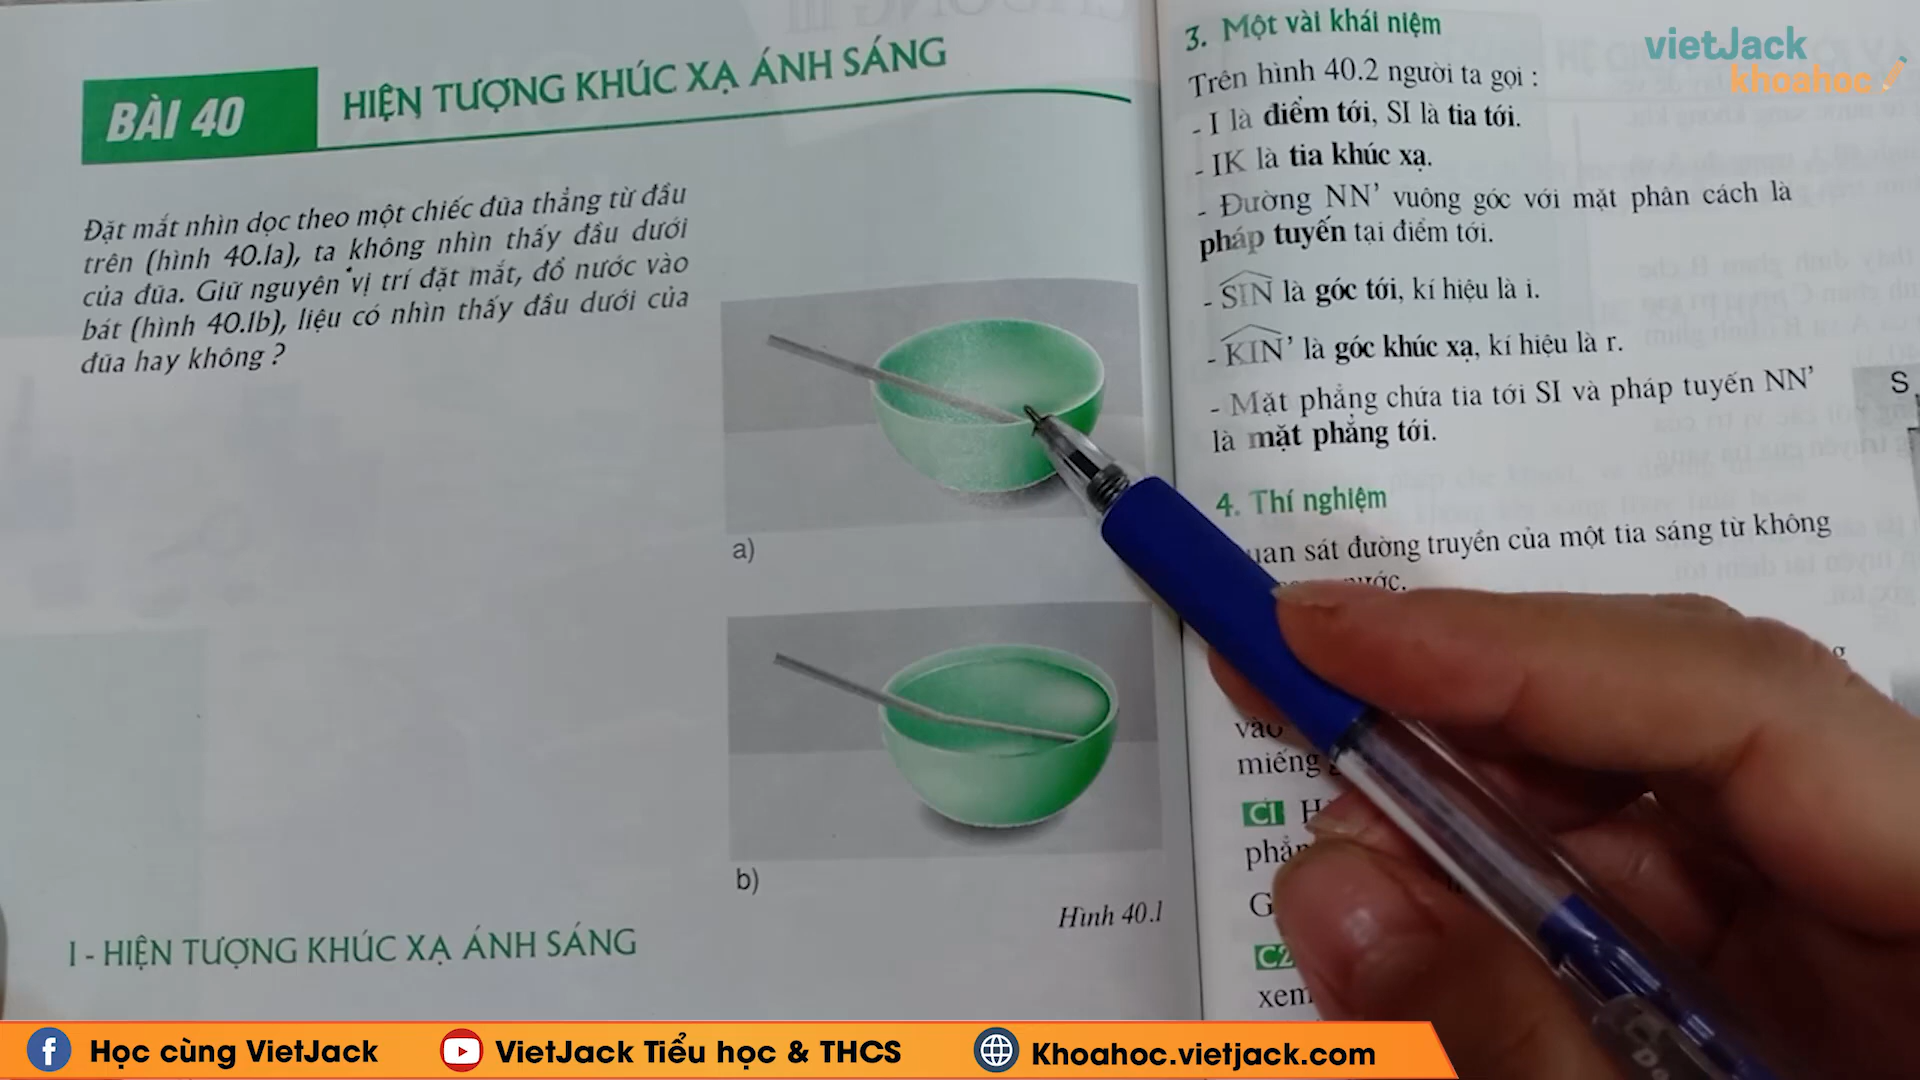 BÀI 40
HIỆN TƯỢNG KHÚC XẠ ÁNH SÁNG
Đặt mắt nhìn dọc theo một chiếc đũa thẳng từ đầu
trên (hình 40.1a), ta không nhìn thấy đầu dưới
của đũa. Giữ nguyên vị trí đặt mắt, đổ nước vào
bát (hình 40.1b), liệu có nhìn thấy đầu dưới của
đũa hay không ?
a)
b)
Hình 40.1
I - HIỆN TƯỢNG KHÚC XẠ ÁNH SÁNG
3. Một vài khái niệm
Trên hình 40.2 người ta gọi :
- I là điểm tới, SI là tia tới.
- IK là tia khúc xạ.
- Đường NN' vuông góc với mặt phân cách là
pháp tuyến tại điểm tới.
- SIN là góc tới, kí hiệu là i.
- KIN' là góc khúc xạ, kí hiệu là r.
- Mặt phẳng chứa tia tới SI và pháp tuyến NN'
là mặt phẳng tới.
4. Thí nghiệm
sát đường truyền của một tia sáng từ không
vào
miếng
C1
C2
xem
S
vietJack
khoahoc
Học cùng VietJack
VietJack Tiểu học & THCS
Khoahoc.vietjack.com